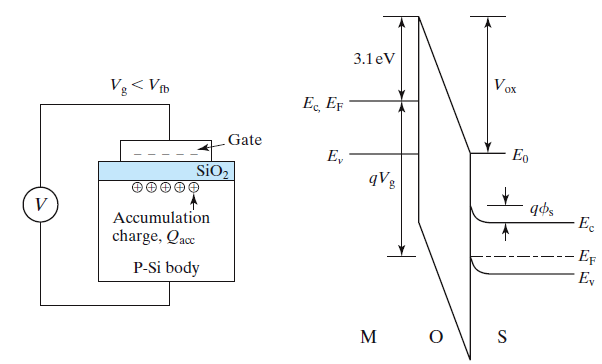 V_g < V_fb
Gate
SiO₂
V
Accumulation
charge, Q_acc
P-Si body
3.1 eV
E_c, E_F
E_v
qV_g
V_ox
E_0
qϕ_s
E_c
E_F
E_v
M O S